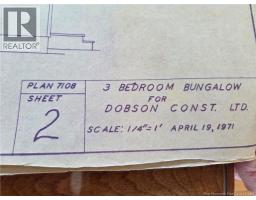 REALTOR
PLAN 7108
SHEET
2
3 BEDROOM BUNGALOW
FOR
DOBSON CONST. LTD.
SCALE: 1/4"=1' APRIL 19, 1971